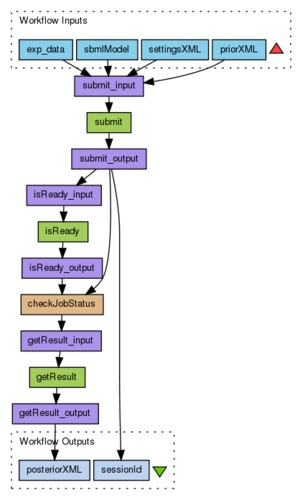 Workflow Inputs
exp_data sbmlModel settingsXML priorXML
submit_input
submit
submit_output
isReady_input
isReady
isReady_output
checkJobStatus
getResult_input
getResult
getResult_output
Workflow Outputs
posteriorXML sessionId